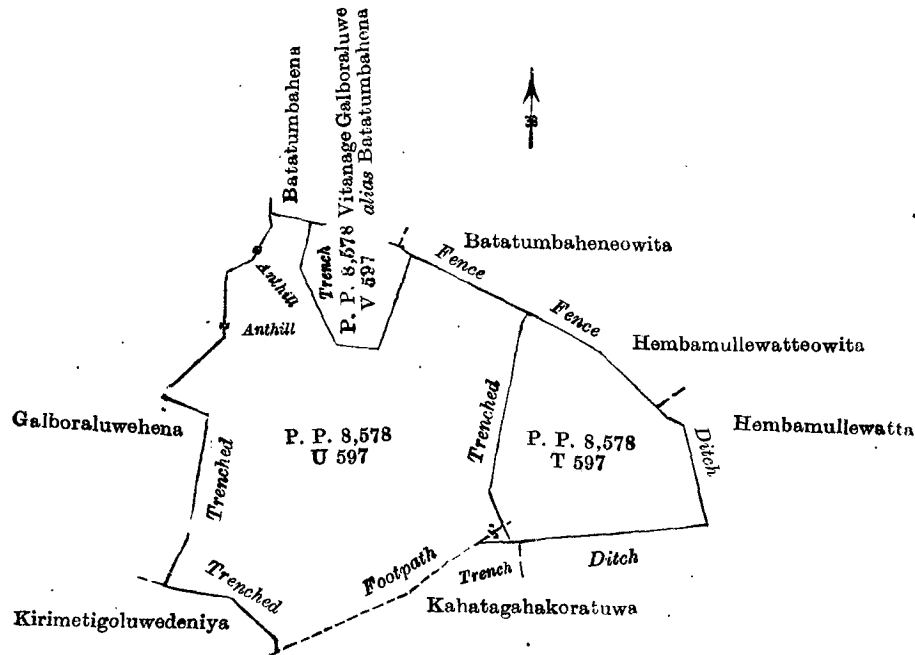 Batatumbahena
Trench
P. P. 8,578 Vitanage Galboraluwe
V 597 alias Batatumbahena
Batatumbaheneowita
Fence
Fence
Anthill
Anthill
Hembamullewatteowita
Galboraluwehena
Hembamullewatta
P. P. 8,578
U 597
Trenched
P. P. 8,578
T 597
Ditch
Trenched
Trenched
Footpath
Trench
Ditch
Kirimetigoluwedeniya
Kahatagahakoratuwa